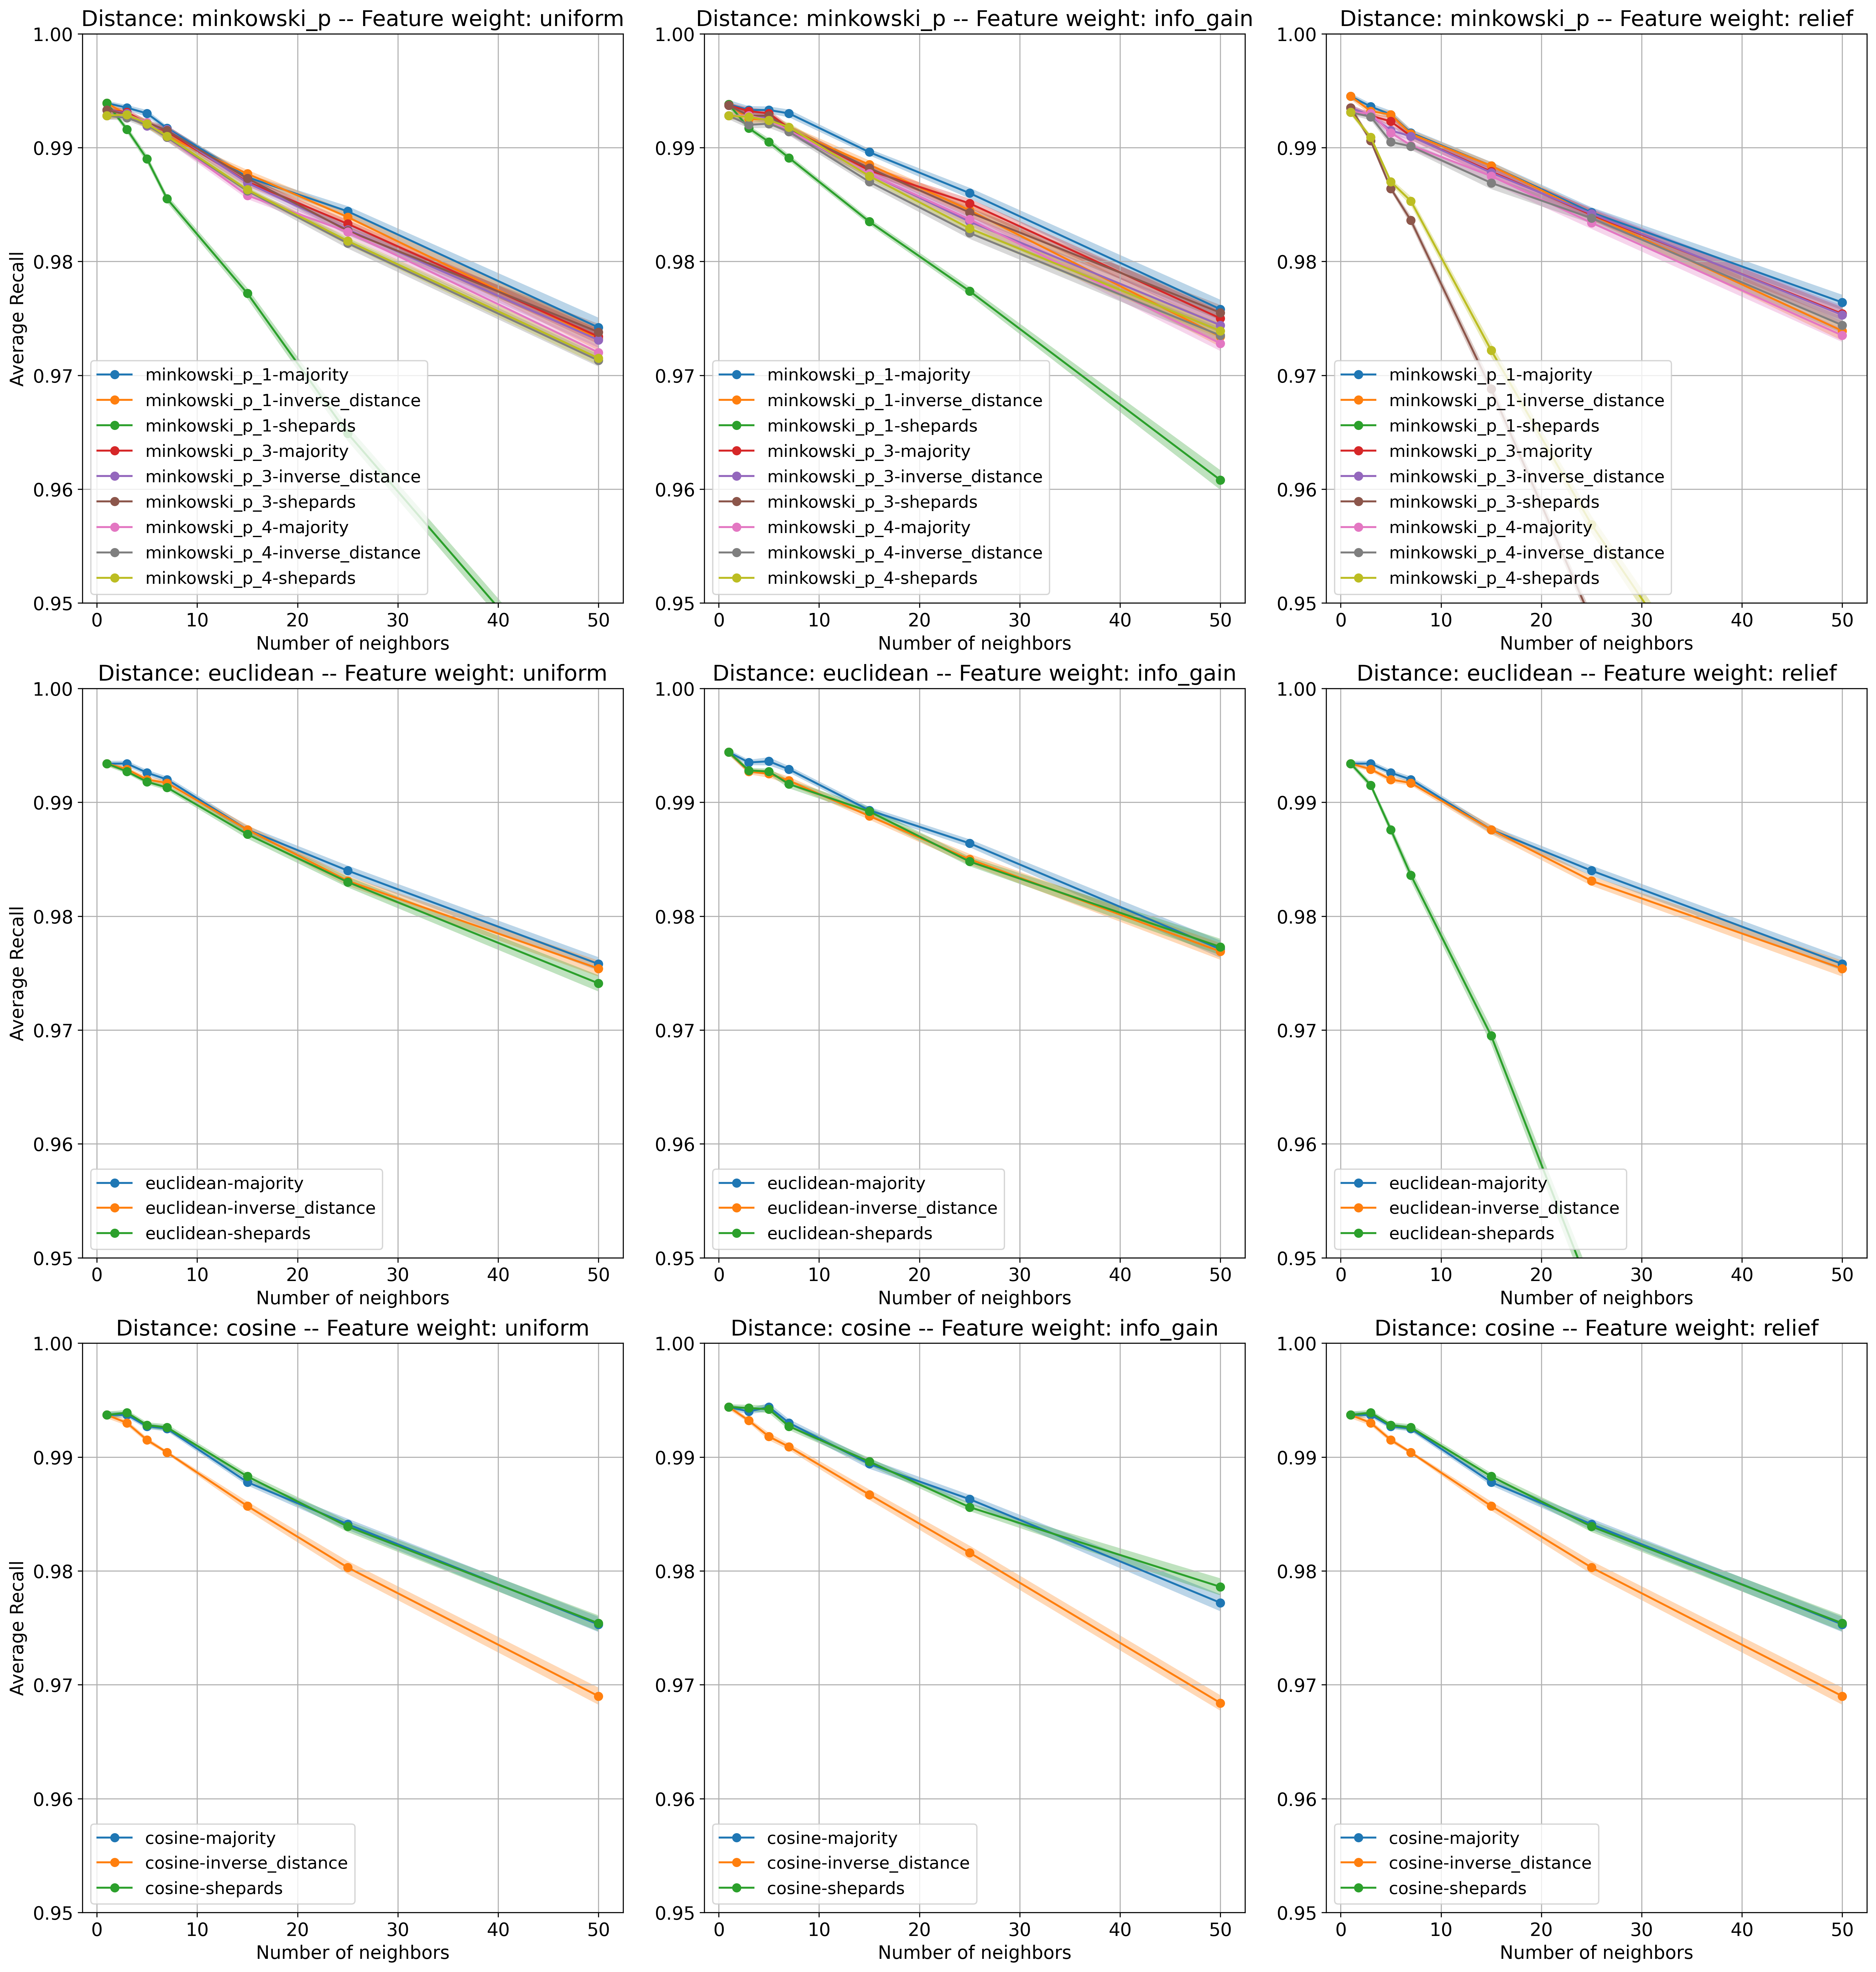 Distance: minkowski_p -- Feature weight: uniform
1.00
0.99
0.98
0.97
0.96
0.95
Average Recall
minkowski_p_1-majority
minkowski_p_1-inverse_distance
minkowski_p_1-shepards
minkowski_p_3-majority
minkowski_p_3-inverse_distance
minkowski_p_3-shepards
minkowski_p_4-majority
minkowski_p_4-inverse_distance
minkowski_p_4-shepards
0 10 20 30 40 50
Number of neighbors
Distance: minkowski_p -- Feature weight: info_gain
1.00
0.99
0.98
0.97
0.96
0.95
minkowski_p_1-majority
minkowski_p_1-inverse_distance
minkowski_p_1-shepards
minkowski_p_3-majority
minkowski_p_3-inverse_distance
minkowski_p_3-shepards
minkowski_p_4-majority
minkowski_p_4-inverse_distance
minkowski_p_4-shepards
0 10 20 30 40 50
Number of neighbors
Distance: minkowski_p -- Feature weight: relief
1.00
0.99
0.98
0.97
0.96
0.95
minkowski_p_1-majority
minkowski_p_1-inverse_distance
minkowski_p_1-shepards
minkowski_p_3-majority
minkowski_p_3-inverse_distance
minkowski_p_3-shepards
minkowski_p_4-majority
minkowski_p_4-inverse_distance
minkowski_p_4-shepards
0 10 20 30 40 50
Number of neighbors
Distance: euclidean -- Feature weight: uniform
1.00
0.99
0.98
0.97
0.96
0.95
Average Recall
euclidean-majority
euclidean-inverse_distance
euclidean-shepards
0 10 20 30 40 50
Number of neighbors
Distance: euclidean -- Feature weight: info_gain
1.00
0.99
0.98
0.97
0.96
0.95
euclidean-majority
euclidean-inverse_distance
euclidean-shepards
0 10 20 30 40 50
Number of neighbors
Distance: euclidean -- Feature weight: relief
1.00
0.99
0.98
0.97
0.96
0.95
euclidean-majority
euclidean-inverse_distance
euclidean-shepards
0 10 20 30 40 50
Number of neighbors
Distance: cosine -- Feature weight: uniform
1.00
0.99
0.98
0.97
0.96
0.95
Average Recall
cosine-majority
cosine-inverse_distance
cosine-shepards
0 10 20 30 40 50
Number of neighbors
Distance: cosine -- Feature weight: info_gain
1.00
0.99
0.98
0.97
0.96
0.95
cosine-majority
cosine-inverse_distance
cosine-shepards
0 10 20 30 40 50
Number of neighbors
Distance: cosine -- Feature weight: relief
1.00
0.99
0.98
0.97
0.96
0.95
cosine-majority
cosine-inverse_distance
cosine-shepards
0 10 20 30 40 50
Number of neighbors